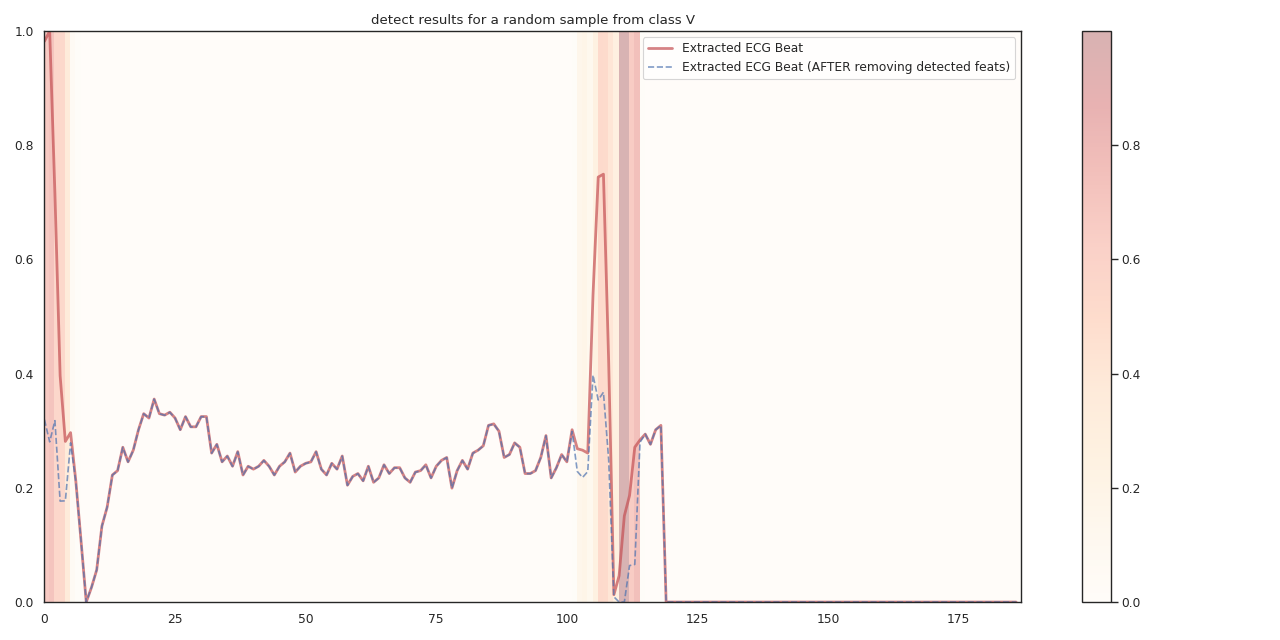 detect results for a random sample from class V
Extracted ECG Beat
Extracted ECG Beat (AFTER removing detected feats)
1.0
0.8
0.6
0.4
0.2
0.0
0 25 50 75 100 125 150 175
0.8
0.6
0.4
0.2
0.0